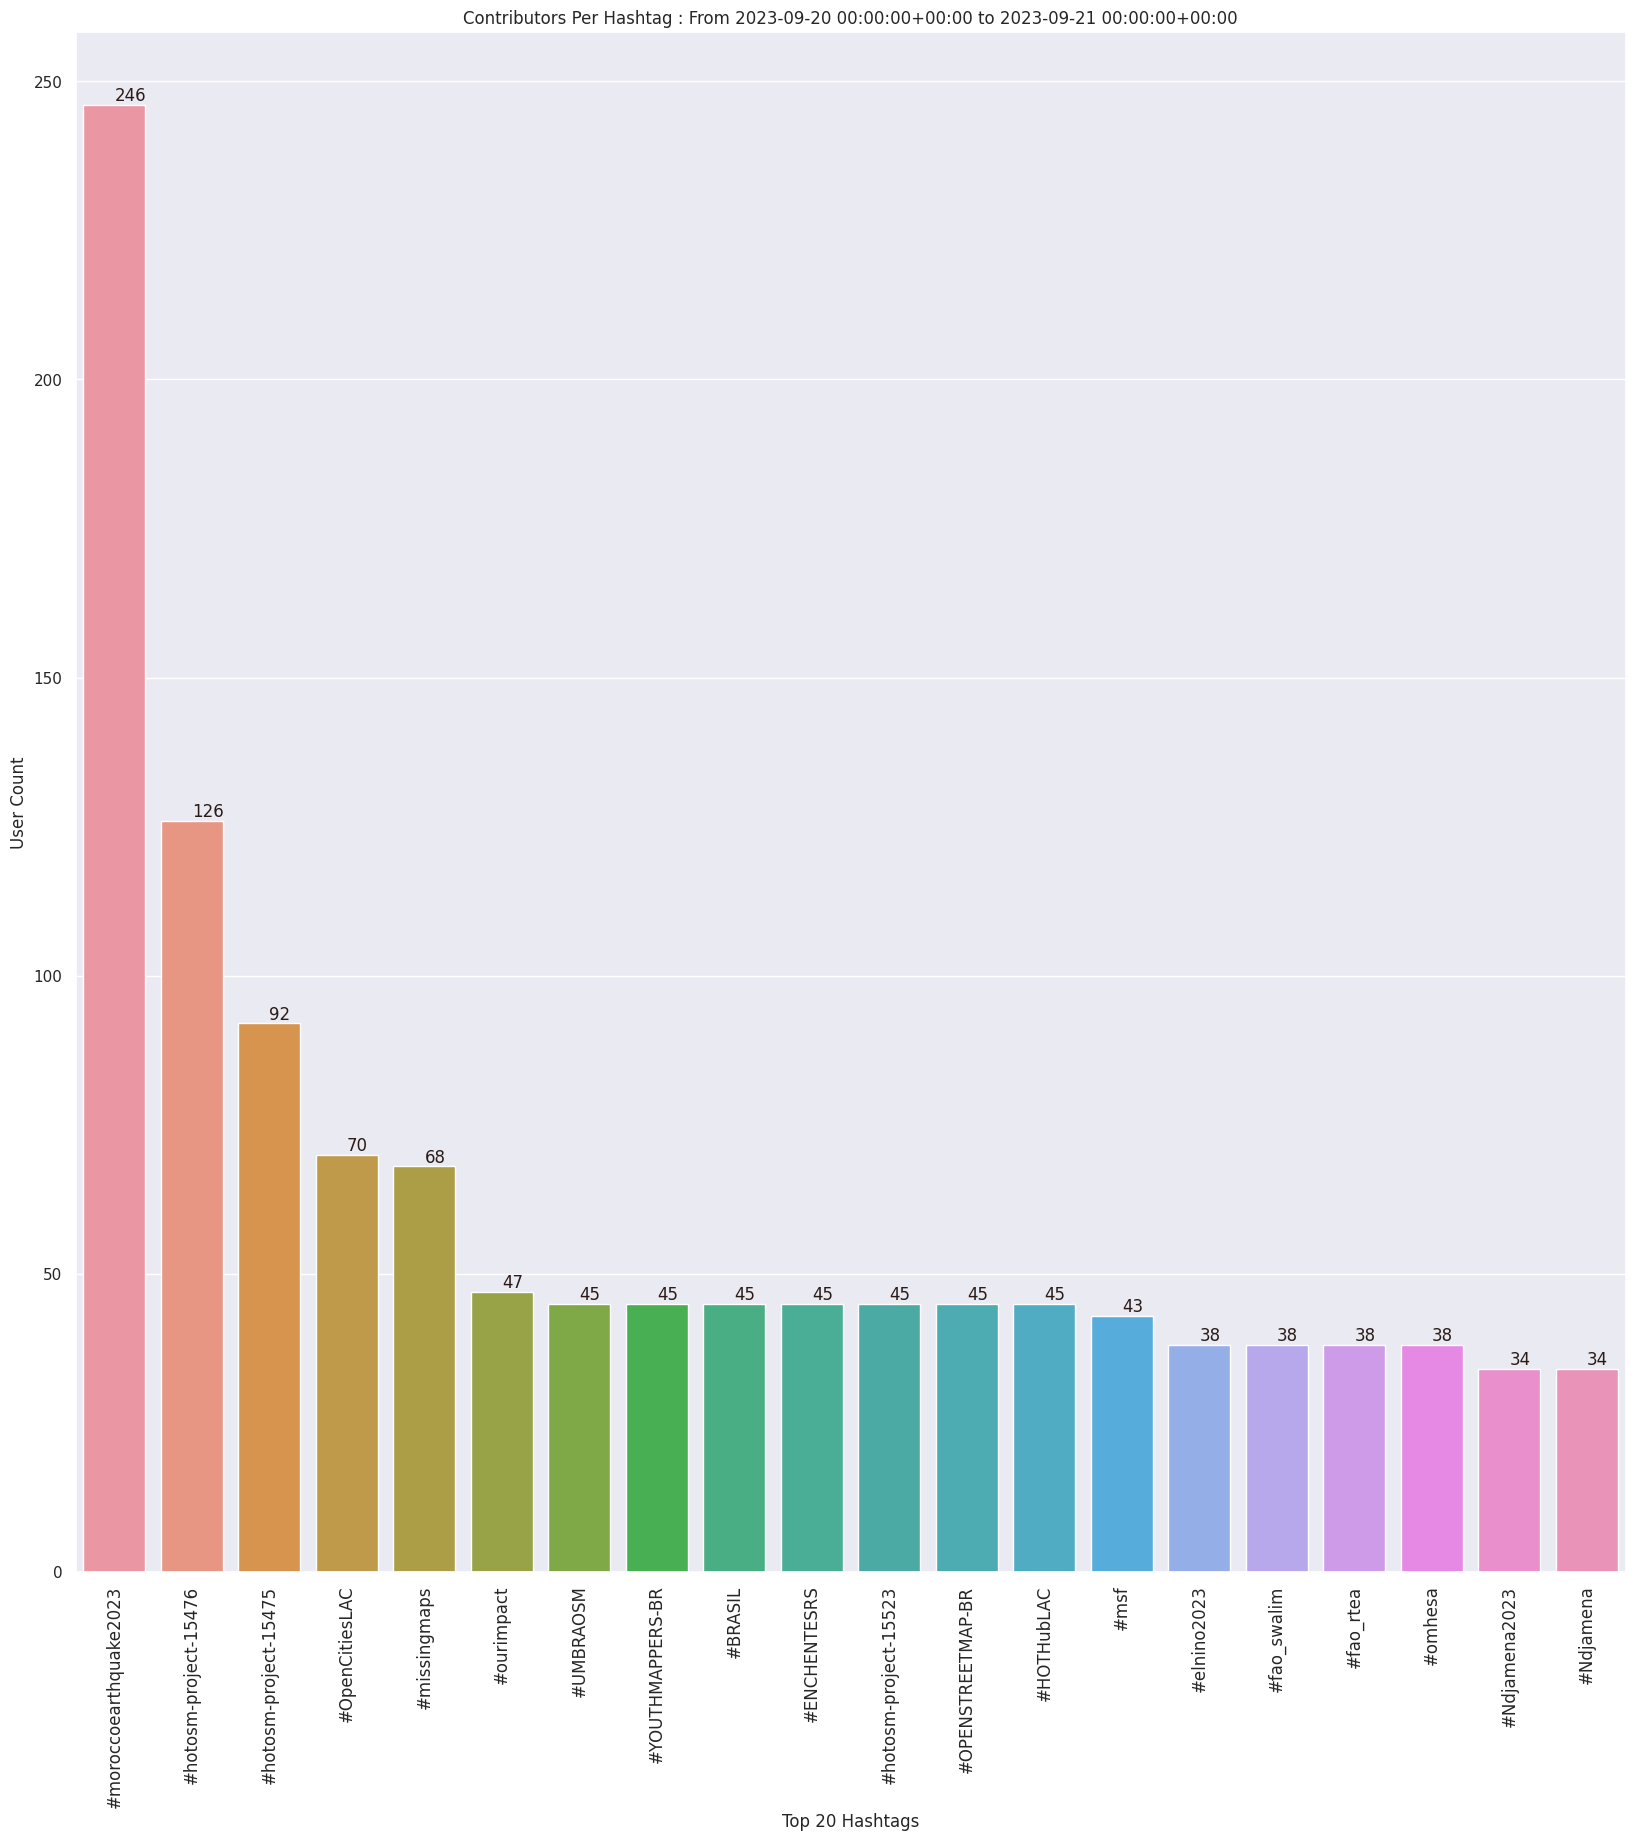 Contributors Per Hashtag : From 2023-09-20 00:00:00+00:00 to 2023-09-21 00:00:00+00:00
User Count
250
200
150
100
50
0
246
126
92
70
68
47
45
45
45
45
45
45
45
43
38
38
38
38
34
34
#moroccoearthquake2023
#hotosm-project-15476
#hotosm-project-15475
#OpenCitiesLAC
#missingmaps
#ourimpact
#UMBRAOSM
#YOUTHMAPPERS-BR
#BRASIL
#ENCHENTESRS
#hotosm-project-15523
#OPENSTREETMAP-BR
#HOTHubLAC
#msf
#elnino2023
#fao_swalim
#fao_rtea
#omhesa
#Ndjamena2023
#Ndjamena
Top 20 Hashtags